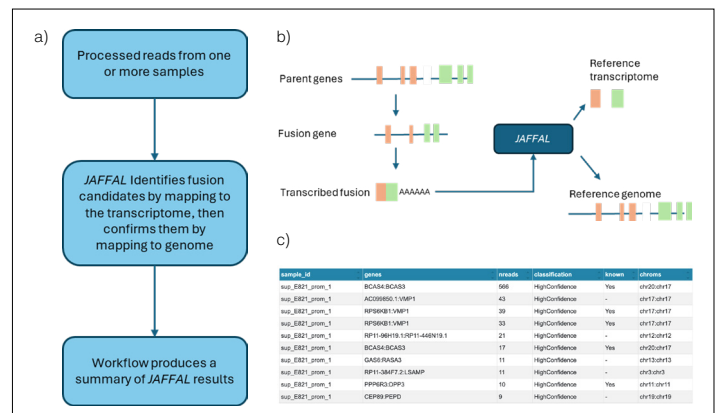 a)
Processed reads from one
or more samples
JAFFAL Identifies fusion
candidates by mapping to
the transcriptome, then
confirms them by
mapping to genome
Workflow produces a
summary of JAFFAL results
b)
Parent genes
Fusion gene
Transcribed fusion
AAAAAA
JAFFAL
Reference
transcriptome
Reference genome
c)
sample_id genes nreads classification known chroms
sup_E821_prom_1 BCAS4:BCAS3 566 HighConfidence Yes chr20:chr17
sup_E821_prom_1 AC099850.1:VMP1 43 HighConfidence - chr17:chr17
sup_E821_prom_1 RPS6KB1:VMP1 39 HighConfidence Yes chr17:chr17
sup_E821_prom_1 RPS6KB1:VMP1 33 HighConfidence Yes chr17:chr17
sup_E821_prom_1 RP11-96H19.1:RP11-446N19.1 21 HighConfidence - chr12:chr12
sup_E821_prom_1 BCAS4:BCAS3 17 HighConfidence Yes chr20:chr17
sup_E821_prom_1 GAS6:RASA3 11 HighConfidence - chr13:chr13
sup_E821_prom_1 RP11-384F7.2:LSAMP 11 HighConfidence - chr3:chr3
sup_E821_prom_1 PPP6R3:DPP3 10 HighConfidence Yes chr11:chr11
sup_E821_prom_1 CEP89:PEPD 9 HighConfidence - chr19:chr19